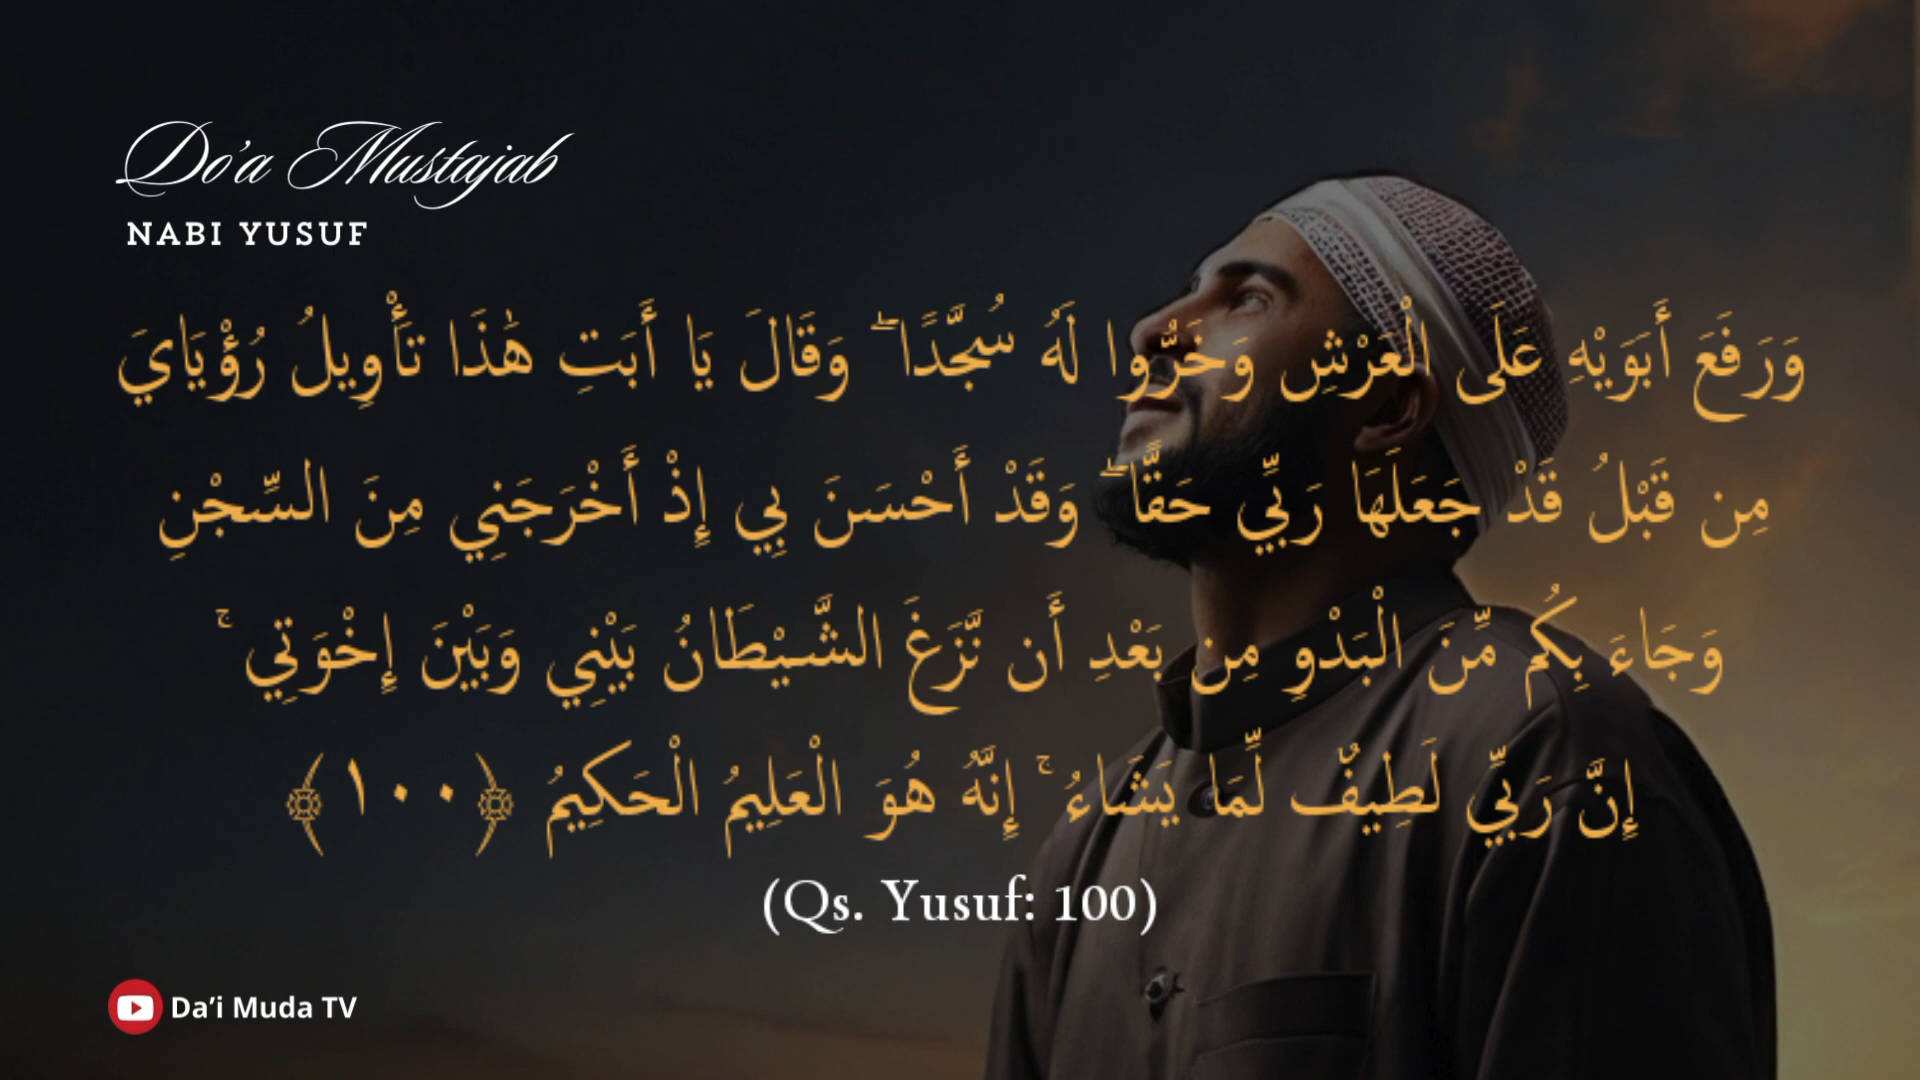 Do'a Mustajab
NABI YUSUF
وَرَفَعَ أَبَوَيْهِ عَلَى الْعَرْشِ وَخَرُّوا لَهُ سُجَّدًا ۖ وَقَالَ يَا أَبَتِ هَٰذَا تَأْوِيلُ رُؤْيَايَ
مِن قَبْلُ قَدْ جَعَلَهَا رَبِّي حَقًّا ۖ وَقَدْ أَحْسَنَ بِي إِذْ أَخْرَجَنِي مِنَ السِّجْنِ
وَجَاءَ بِكُم مِّنَ الْبَدْوِ مِن بَعْدِ أَن نَّزَغَ الشَّيْطَانُ بَيْنِي وَبَيْنَ إِخْوَتِي ۚ
إِنَّ رَبِّي لَطِيفٌ لِّمَا يَشَاءُ ۚ إِنَّهُ هُوَ الْعَلِيمُ الْحَكِيمُ ﴿١٠٠﴾
(Qs. Yusuf: 100)
Da'i Muda TV